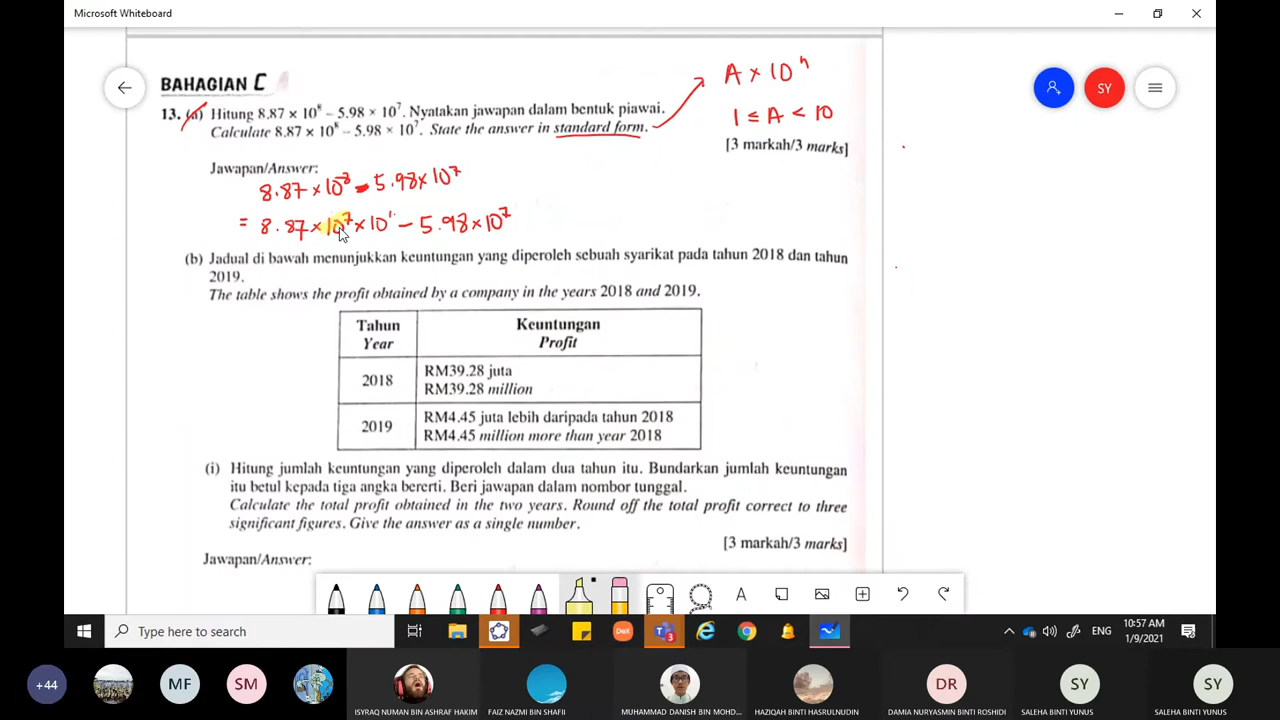 Microsoft Whiteboard
BAHAGIAN C
A × 10ⁿ
13. (a) Hitung 8.87 × 10⁸ – 5.98 × 10⁷. Nyatakan jawapan dalam bentuk piawai.
1 ≤ A < 10
Calculate 8.87 × 10⁸ – 5.98 × 10⁷. State the answer in standard form.
[3 markah/3 marks]
Jawapan/Answer:
8.87 × 10⁸ - 5.98 × 10⁷
= 8.87 × 10⁷ × 10¹ – 5.98 × 10⁷
(b) Jadual di bawah menunjukkan keuntungan yang diperoleh sebuah syarikat pada tahun 2018 dan tahun
2019.
The table shows the profit obtained by a company in the years 2018 and 2019.
Tahun Keuntungan
Year Profit
2018 RM39.28 juta
RM39.28 million
2019 RM4.45 juta lebih daripada tahun 2018
RM4.45 million more than year 2018
(i) Hitung jumlah keuntungan yang diperoleh dalam dua tahun itu. Bundarkan jumlah keuntungan
itu betul kepada tiga angka bererti. Beri jawapan dalam nombor tunggal.
Calculate the total profit obtained in the two years. Round off the total profit correct to three
significant figures. Give the answer as a single number.
[3 markah/3 marks]
Jawapan/Answer:
SY
A
Type here to search
DeX
3
ENG
10:57 AM
1/9/2021
+44
MF
SM
DR
SY
SY
ISYRAQ NUMAN BIN ASHRAF HAKIM
FAIZ NAZMI BIN SHAFII
MUHAMMAD DANISH BIN MOHD...
HAZIQAH BINTI HASRULNUDIN
DAMIA NURYASMIN BINTI ROSHIDI
SALEHA BINTI YUNUS
SALEHA BINTI YUNUS